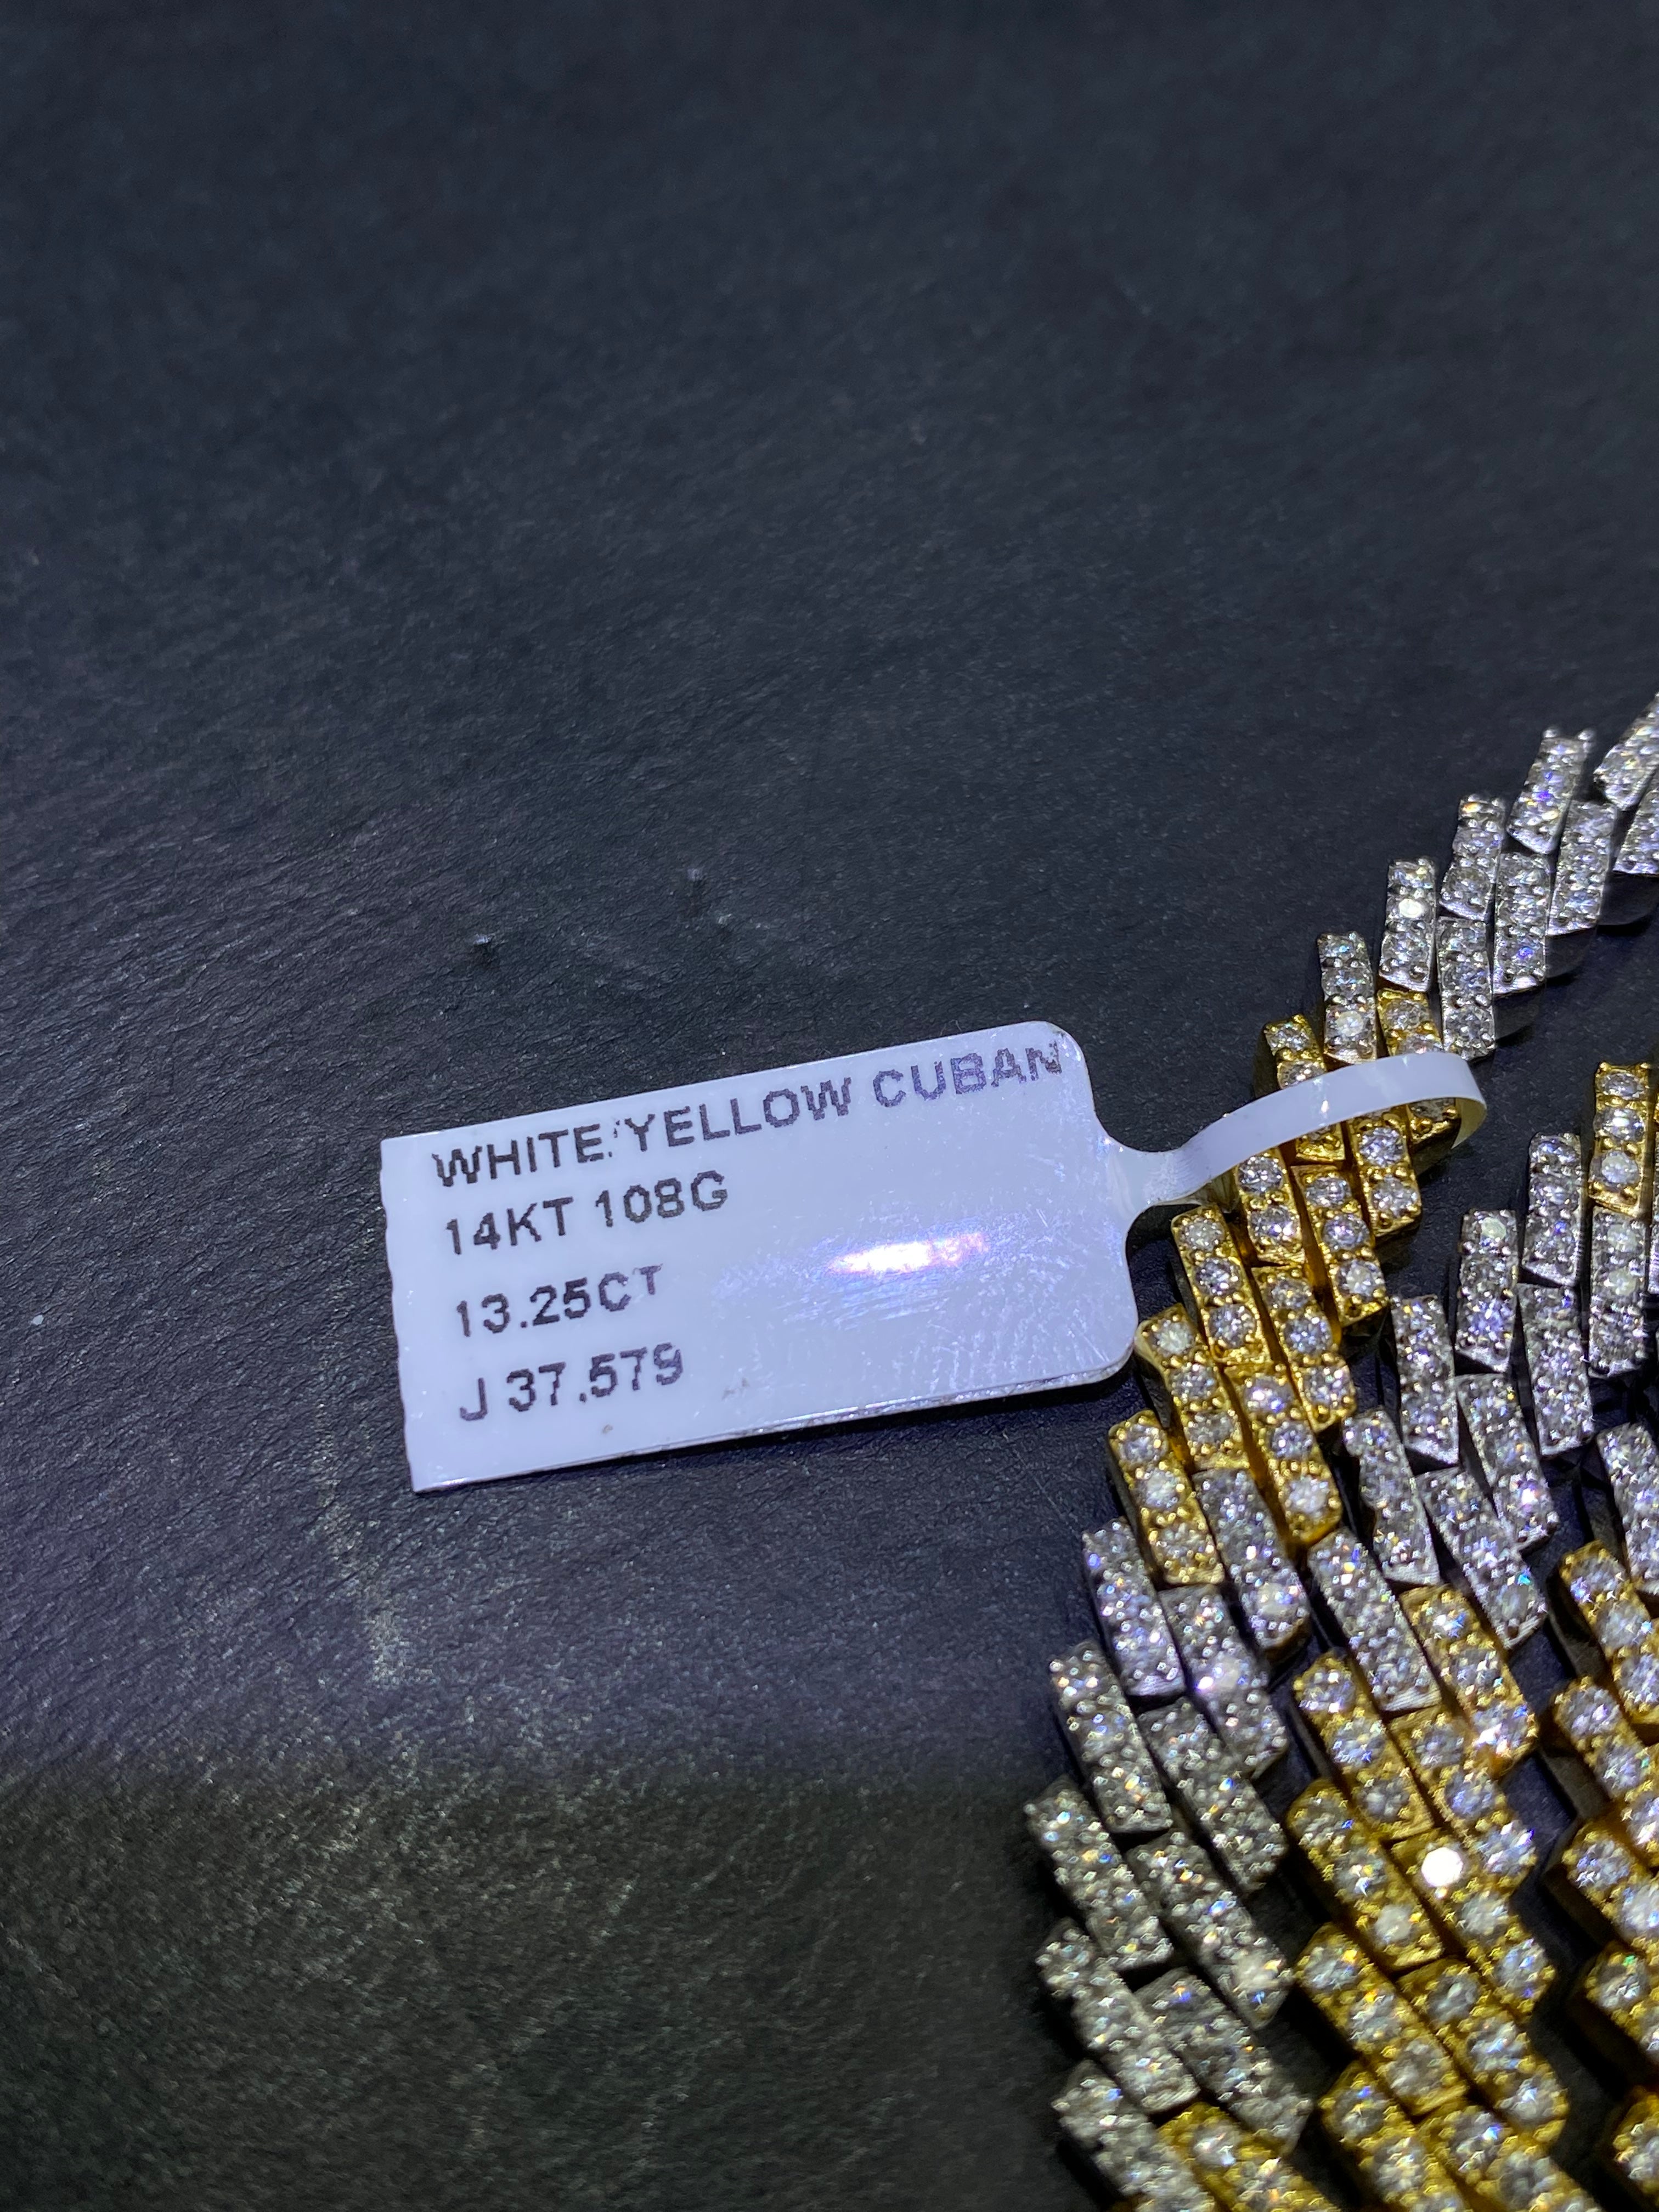 WHITE/YELLOW CUBAN
14KT 108G
13.25CT
J 37.579